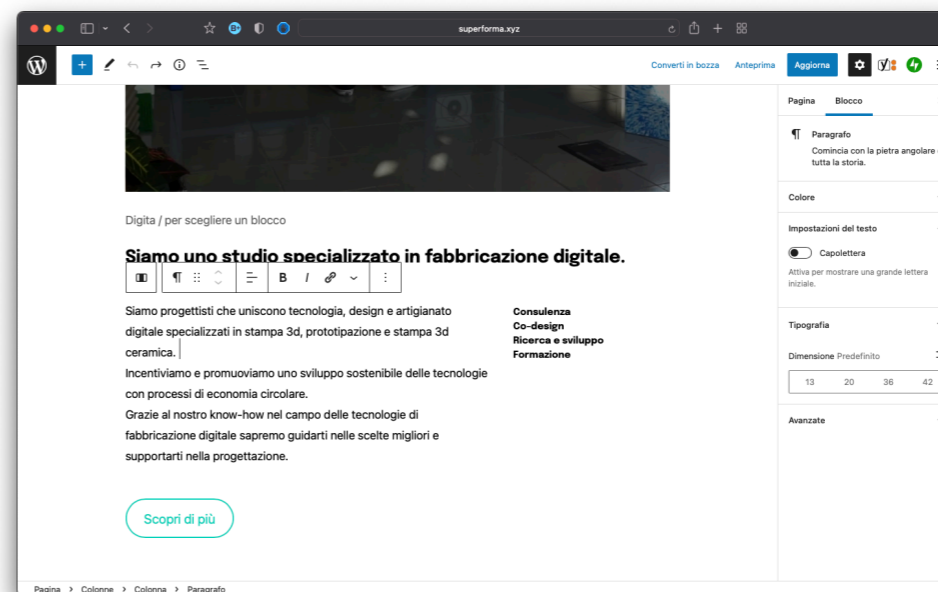 superforma.xyz
Converti in bozza Anteprima Aggiorna
Pagina Blocco
Paragrafo
Comincia con la pietra angolare
tutta la storia.
Colore
Impostazioni del testo
Capolettera
Attiva per mostrare una grande lettera
iniziale.
Tipografia
Dimensione Predefinito
13 20 36 42
Avanzate
Digita / per scegliere un blocco
Siamo uno studio specializzato in fabbricazione digitale.
B I
Siamo progettisti che uniscono tecnologia, design e artigianato
digitale specializzati in stampa 3d, prototipazione e stampa 3d
ceramica.
Incentiviamo e promuoviamo uno sviluppo sostenibile delle tecnologie
con processi di economia circolare.
Grazie al nostro know-how nel campo delle tecnologie di
fabbricazione digitale sapremo guidarti nelle scelte migliori e
supportarti nella progettazione.
Consulenza
Co-design
Ricerca e sviluppo
Formazione
Scopri di più
Pagina > Colonne > Colonna > Paragrafo